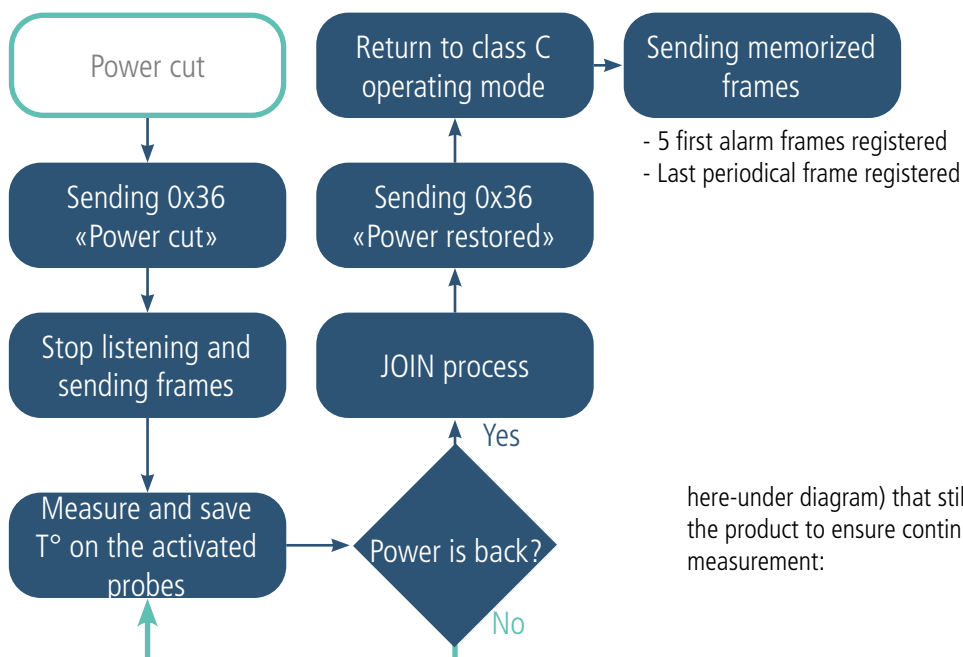 Power cut
Sending 0x36
«Power cut»
Stop listening and
sending frames
Measure and save
T° on the activated
probes
Power is back?
Yes
No
JOIN process
Sending 0x36
«Power restored»
Return to class C
operating mode
Sending memorized
frames
- 5 first alarm frames registered
- Last periodical frame registered
here-under diagram) that stil
the product to ensure contin
measurement: